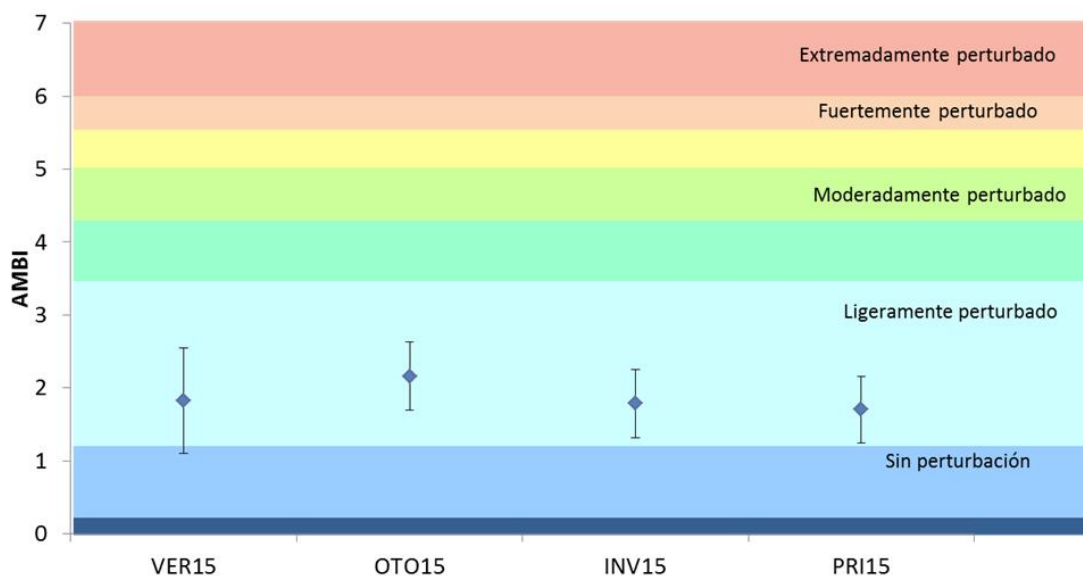 7
Extremadamente perturbado
6
Fuertemente perturbado
5
Moderadamente perturbado
4
AMBI
3
Ligeramente perturbado
2
1
Sin perturbación
0
VER15 OTO15 INV15 PRI15